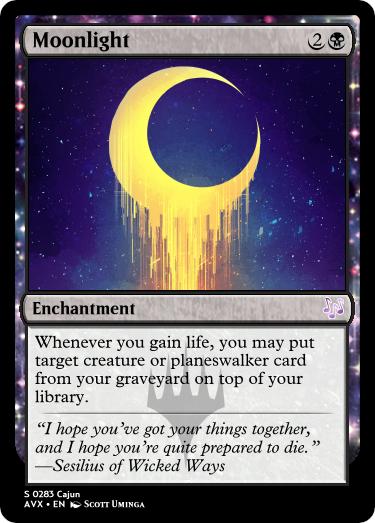 Moonlight 2
Enchantment
Whenever you gain life, you may put
target creature or planeswalker card
from your graveyard on top of your
library.
“I hope you’ve got your things together,
and I hope you’re quite prepared to die.”
—Sesilius of Wicked Ways
S 0283 Cajun
AVX • EN Scott Uminga